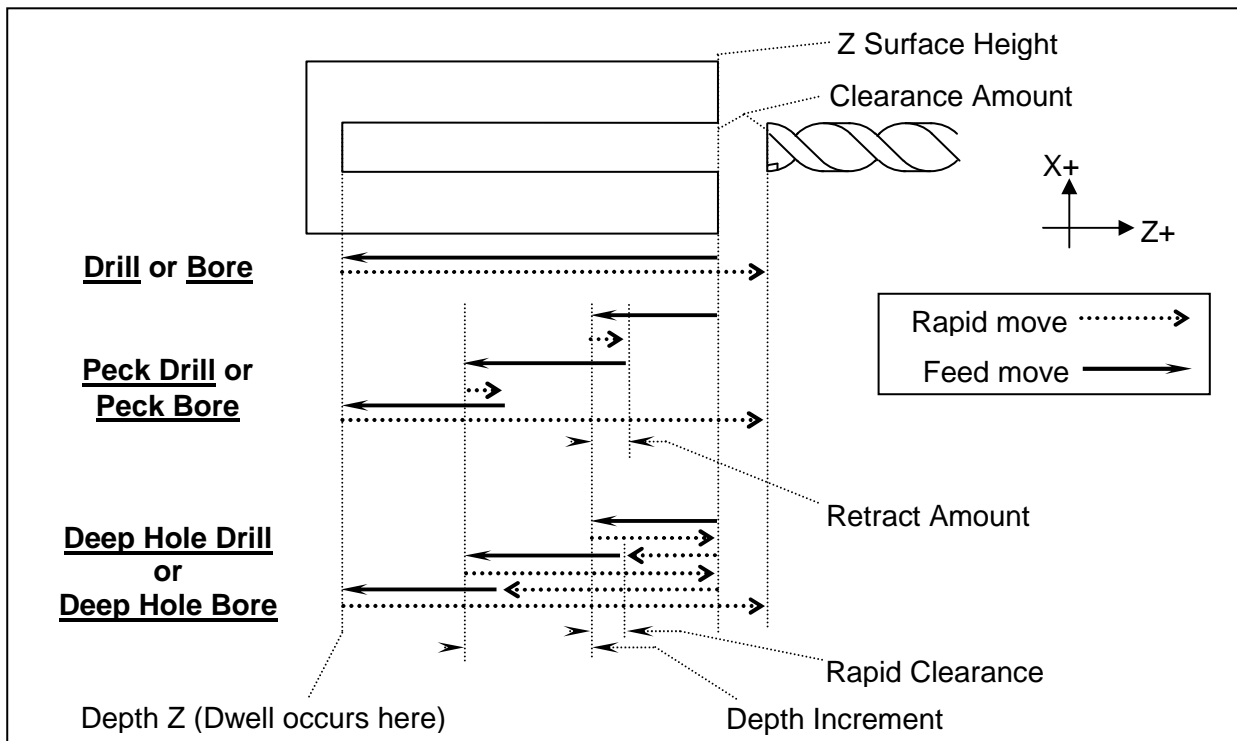 Z Surface Height
Clearance Amount
X+
Z+
Drill or Bore
Rapid move
Feed move
Peck Drill or
Peck Bore
Retract Amount
Deep Hole Drill
or
Deep Hole Bore
Rapid Clearance
Depth Z (Dwell occurs here)
Depth Increment